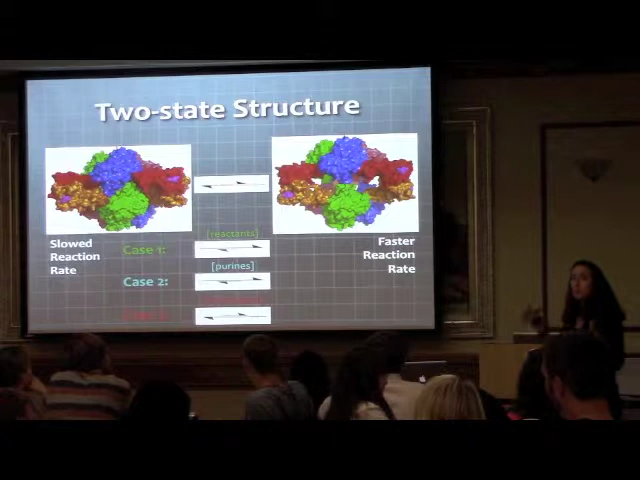 Two-state Structure
Slowed
Reaction
Rate
Faster
Reaction
Rate
[reactants]
Case 1:
[purines]
Case 2: